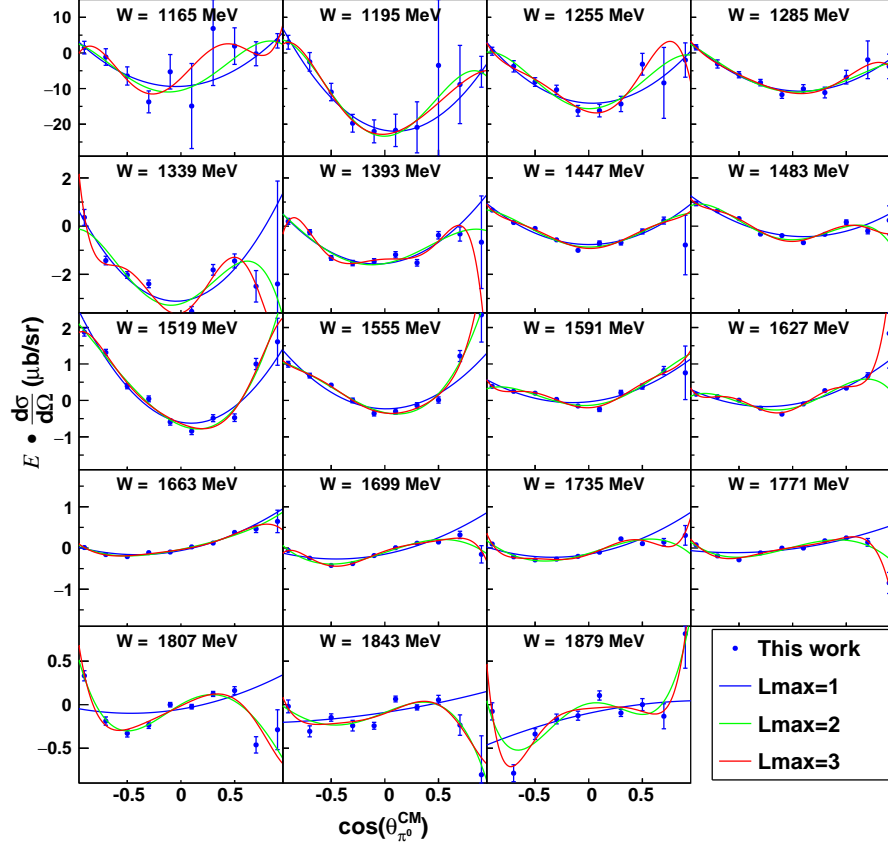 W = 1165 MeV W = 1195 MeV W = 1255 MeV W = 1285 MeV
10
0
−10
−20
W = 1339 MeV W = 1393 MeV W = 1447 MeV W = 1483 MeV
2
0
−2
W = 1519 MeV W = 1555 MeV W = 1591 MeV W = 1627 MeV
2
1
0
−1
E • dσ/dΩ (μb/sr)
W = 1663 MeV W = 1699 MeV W = 1735 MeV W = 1771 MeV
1
0
−1
W = 1807 MeV W = 1843 MeV W = 1879 MeV
0.5
0
−0.5
This work
Lmax=1
Lmax=2
Lmax=3
−0.5 0 0.5 −0.5 0 0.5 −0.5 0 0.5
cos(θ_{π⁰}^{CM})